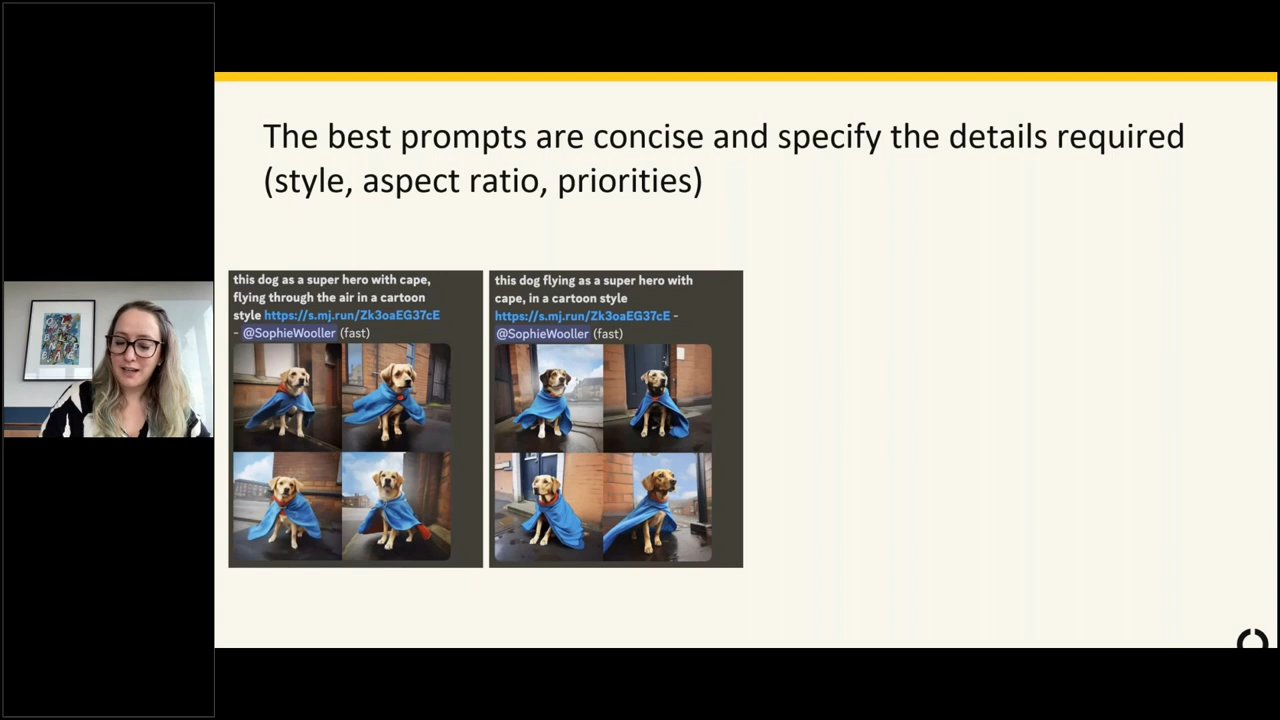 The best prompts are concise and specify the details required
(style, aspect ratio, priorities)
this dog as a super hero with cape,
flying through the air in a cartoon
style https://s.mj.run/Zk3oaEG37cE
- @SophieWooller (fast)
this dog flying as a super hero with
cape, in a cartoon style
https://s.mj.run/Zk3oaEG37cE -
@SophieWooller (fast)